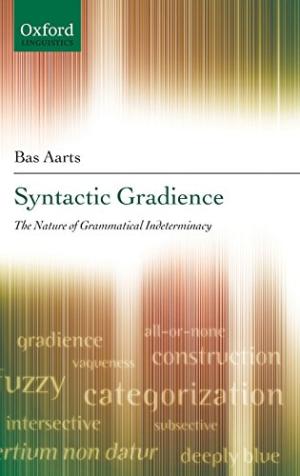 Oxford
LINGUISTICS
Bas Aarts
Syntactic Gradience
The Nature of Grammatical Indeterminacy
all-or-none
gradience
construction
vagueness
fuzzy
categorization
intersective
subsective
ertium non datur
deeply blue